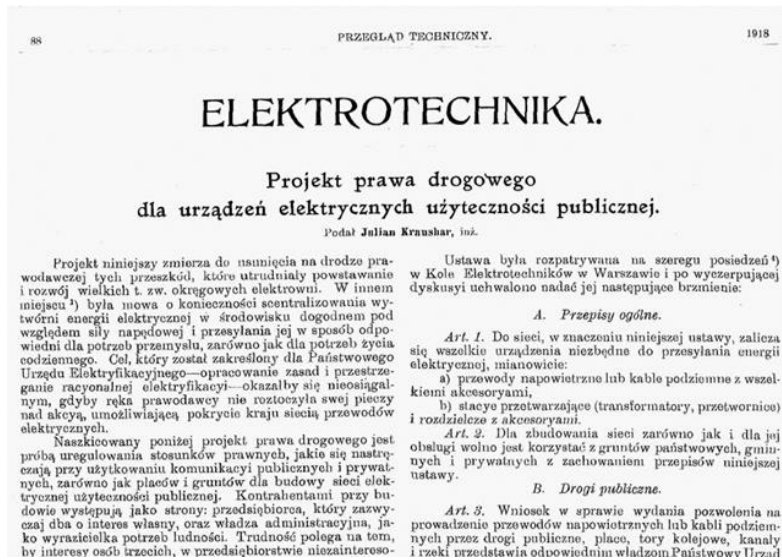 88
PRZEGLĄD TECHNICZNY.
1918
ELEKTROTECHNIKA.
Projekt prawa drogowego
dla urządzeń elektrycznych użyteczności publicznej.
Podał Julian Krausbar, inż.
Projekt niniejszy zmierza do usunięcia na drodze pra-
wodawczej tych przeszkód, które utrudniały powstawanie
i rozwój wielkich t. zw. okręgowych elektrowni. W innem
miejscu ²) była mowa o konieczności scentralizowania wy-
twórni energii elektrycznej w środowisku dogodnem pod
względem siły napędowej i przesyłania jej w sposób odpo-
wiedni dla potrzeb przemysłu, zarówno jak dla potrzeb życia
codziennego. Cel, który został zakreślony dla Państwowego
Urzędu Elektryfikacyjnego—opracowanie zasad i przestrze-
ganie racyonalnej elektryfikacyi—okazałby się nieosiągal-
nym, gdyby ręka prawodawcy nie roztoczyła swej pieczy
nad akcyą, umożliwiającą pokrycie kraju siecią przewodów
elektrycznych.
Naszkicowany poniżej projekt prawa drogowego jest
próbą uregulowania stosunków prawnych, jakie się nastrę-
czają przy użytkowaniu komunikacyi publicznych i prywat-
nych, zarówno jak placów i gruntów dla budowy sieci elek-
trycznej użyteczności publicznej. Kontrahentami przy bu-
dowie występują jako strony: przedsiębiorca, który zazwy-
czaj dba o interes własny, oraz władza administracyjna, ja-
ko wyrazicielka potrzeb ludności. Trudność polega na tem,
by interesy osób trzecich, w przedsiębiorstwie niezaintereso-
Ustawa była rozpatrywana na szeregu posiedzeń ⁴)
w Kole Elektrotechników w Warszawie i po wyczerpującej
dyskusyi uchwalono nadać jej następujące brzmienie:
A. Przepisy ogólne.
Art. 1. Do sieci, w znaczeniu niniejszej ustawy, zalicza
się wszelkie urządzenia niezbędne do przesyłania energii
elektrycznej, mianowicie:
a) przewody napowietrzne lub kable podziemne z wszel-
kiemi akcesoryami,
b) stacye przetwarzające (transformatory, przetwornice)
i rozdzielcze z akcesoryami.
Art. 2. Dla zbudowania sieci zarówno jak i dla jej
obsługi wolno jest korzystać z gruntów państwowych, gmin-
nych i prywatnych z zachowaniem przepisów niniejszej
ustawy.
B. Drogi publiczne.
Art. 3. Wniosek w sprawie wydania pozwolenia na
prowadzenie przewodów napowietrznych lub kabli podziem-
nych przez drogi publiczne, place, tory kolejowe, kanały
i rzeki przedstawia odpowiednim władzom Państwowy Urz